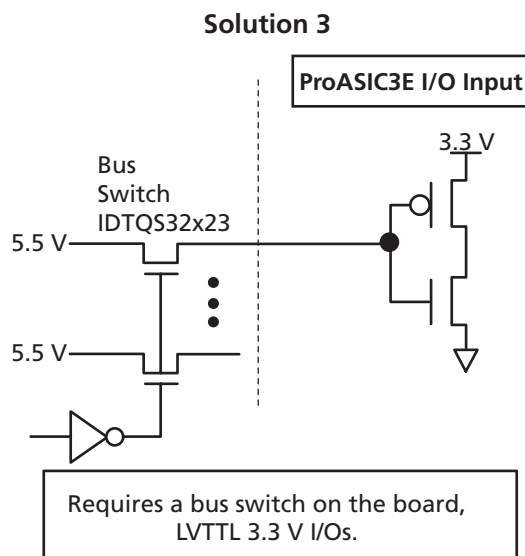 Solution 3
ProASIC3E I/O Input
3.3 V
Bus
Switch
IDTQS32x23
5.5 V
5.5 V
Requires a bus switch on the board,
LVTTL 3.3 V I/Os.